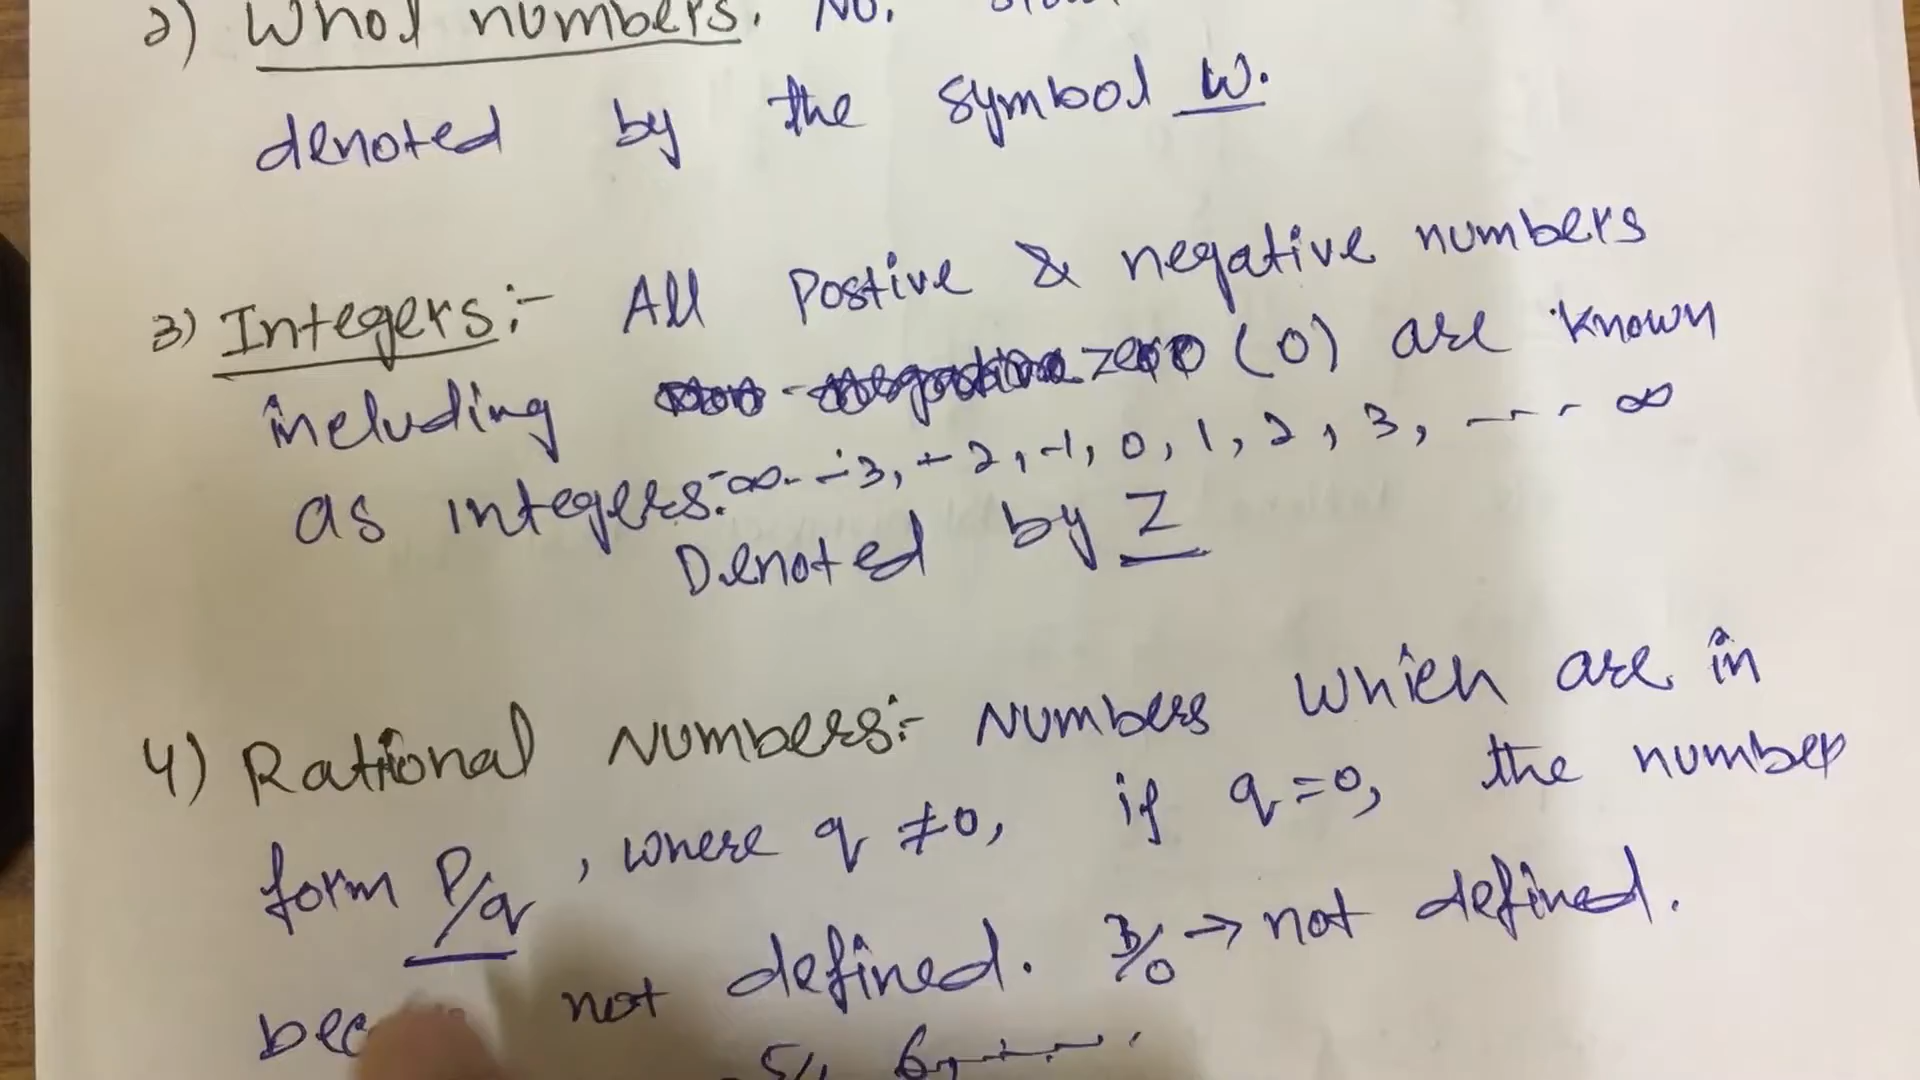 2) Whol numbers. No.
denoted by the symbol W.
3) Integers:- All Postive & negative numbers
including zero (0) are known
as integers. -∞ - - -3, -2, -1, 0, 1, 2, 3, - - - - ∞
Denoted by Z
4) Rational Numbers:- Numbers which are in
form P/q, where q ≠0, if q=0, the number
not defined. 3/0 → not defined.